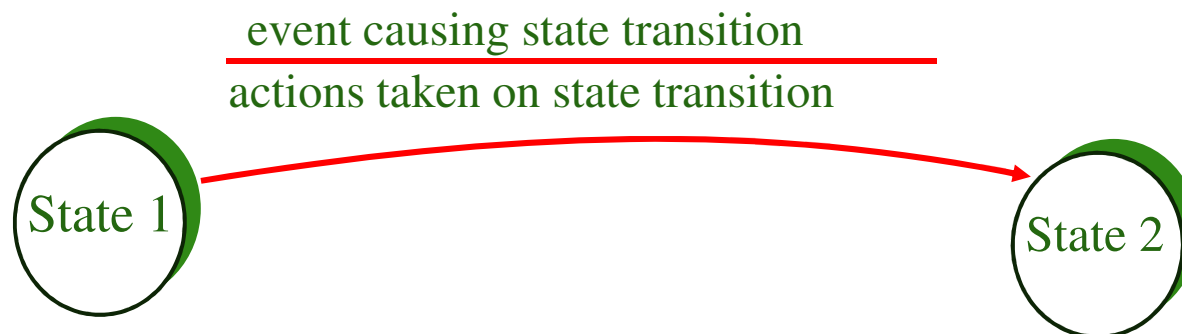 event causing state transition
actions taken on state transition
State 1
State 2